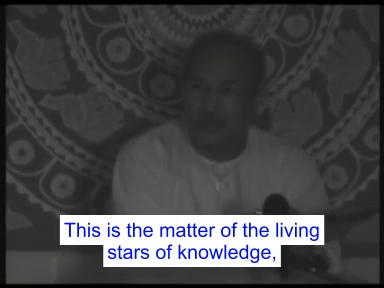 This is the matter of the living
stars of knowledge,